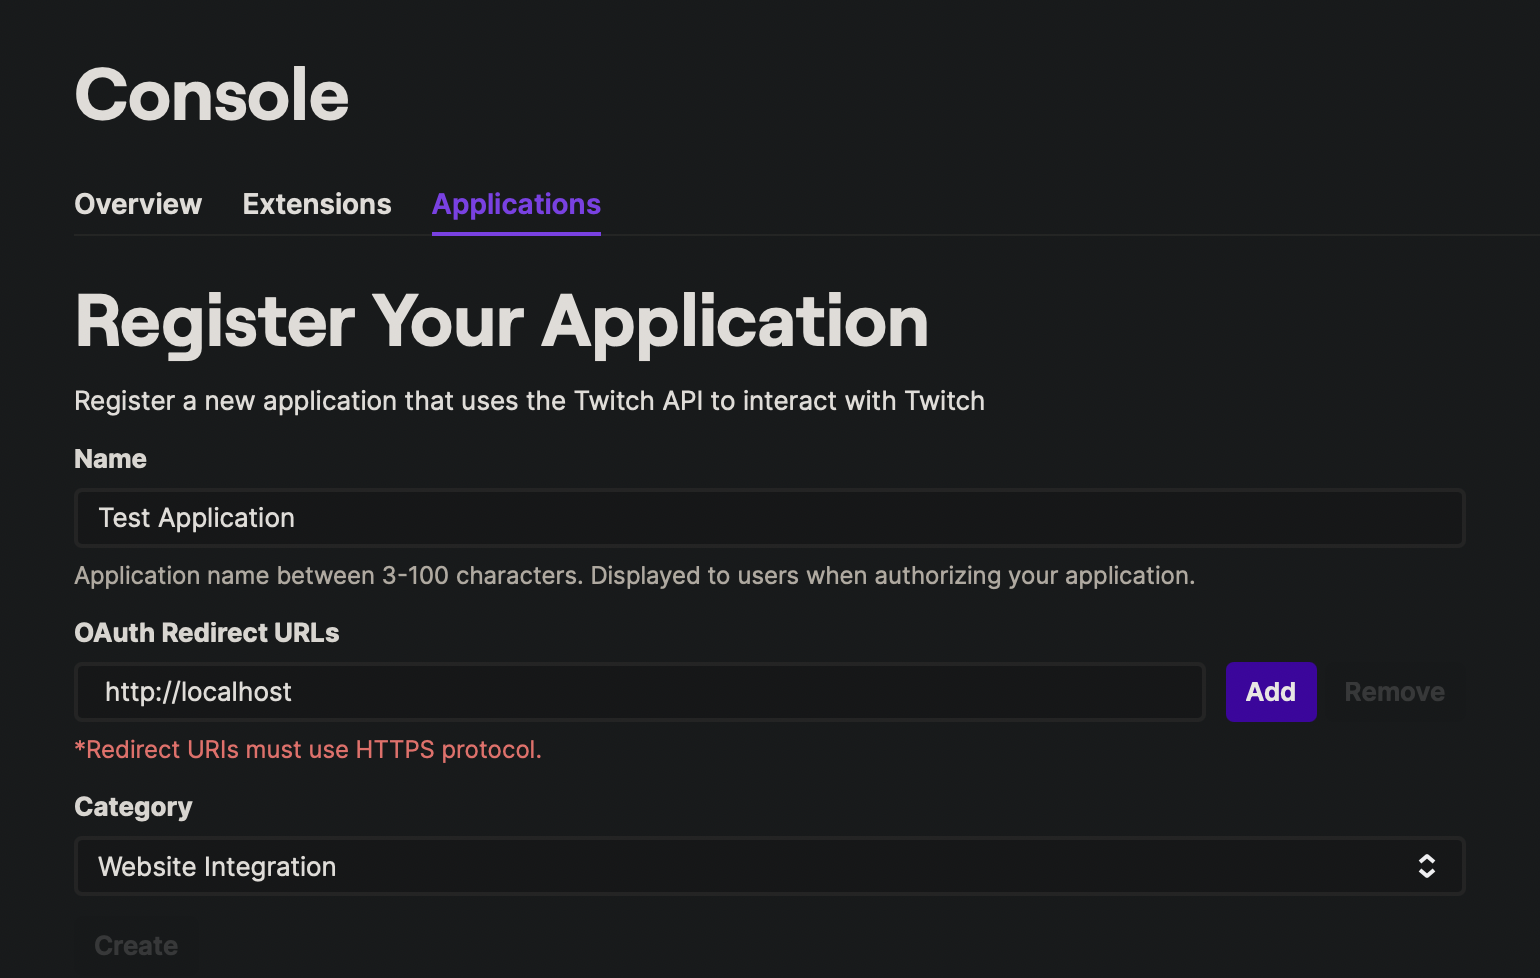 Console
Overview Extensions Applications
Register Your Application
Register a new application that uses the Twitch API to interact with Twitch
Name
Test Application
Application name between 3-100 characters. Displayed to users when authorizing your application.
OAuth Redirect URLs
http://localhost Add Remove
*Redirect URIs must use HTTPS protocol.
Category
Website Integration
Create